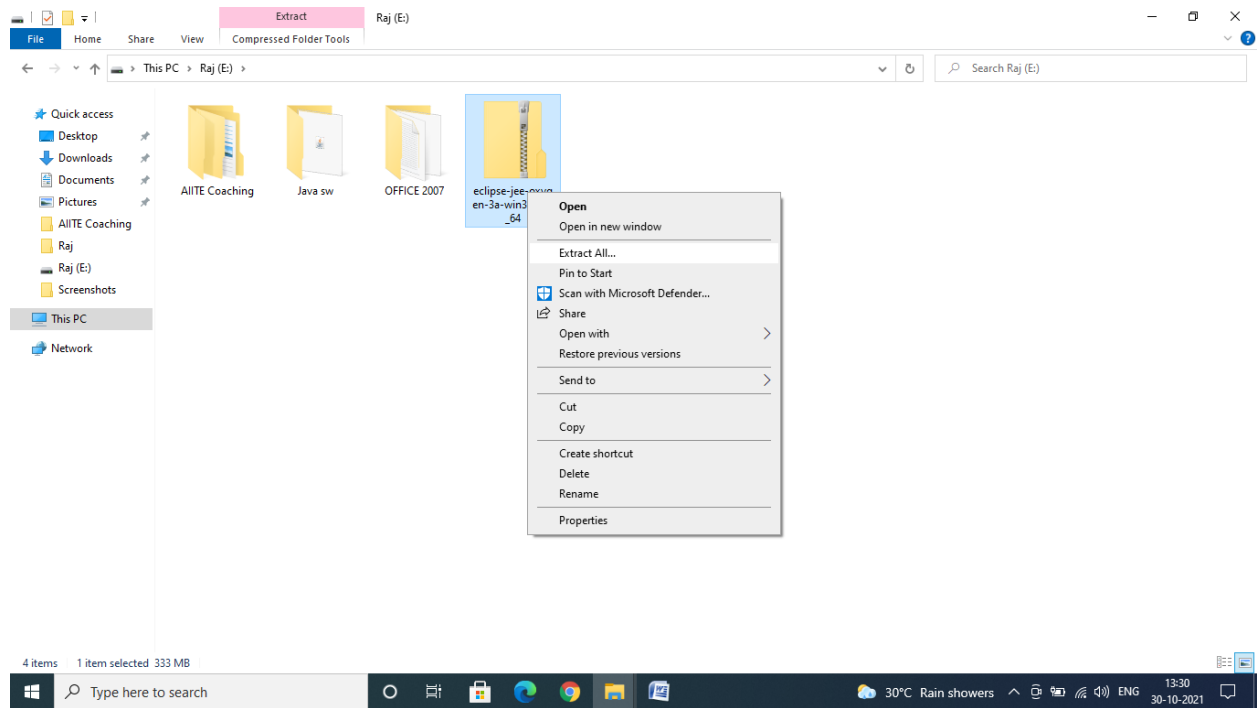 Extract
Raj (E:)
File
Home
Share
View
Compressed Folder Tools
This PC
Raj (E:)
Search Raj (E:)
Quick access
Desktop
Downloads
Documents
Pictures
AIITE Coaching
Raj
Raj (E:)
Screenshots
This PC
Network
AIITE Coaching
Java sw
OFFICE 2007
eclipse-jee-oxyg
en-3a-win3
_64
Open
Open in new window
Extract All...
Pin to Start
Scan with Microsoft Defender...
Share
Open with
Restore previous versions
Send to
Cut
Copy
Create shortcut
Delete
Rename
Properties
4 items
1 item selected 333 MB
Type here to search
30°C Rain showers
ENG
13:30
30-10-2021